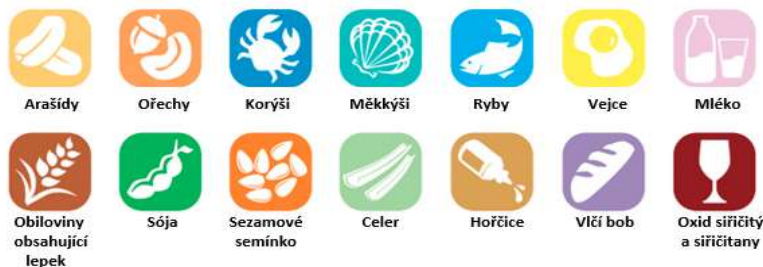 Arašídy
Ořechy
Korýši
Měkkýši
Ryby
Vejce
Mléko
Obiloviny
obsahující
lepek
Sója
Sezamové
semínko
Celer
Hořčice
Vlčí bob
Oxid siřičitý
a siřičitany